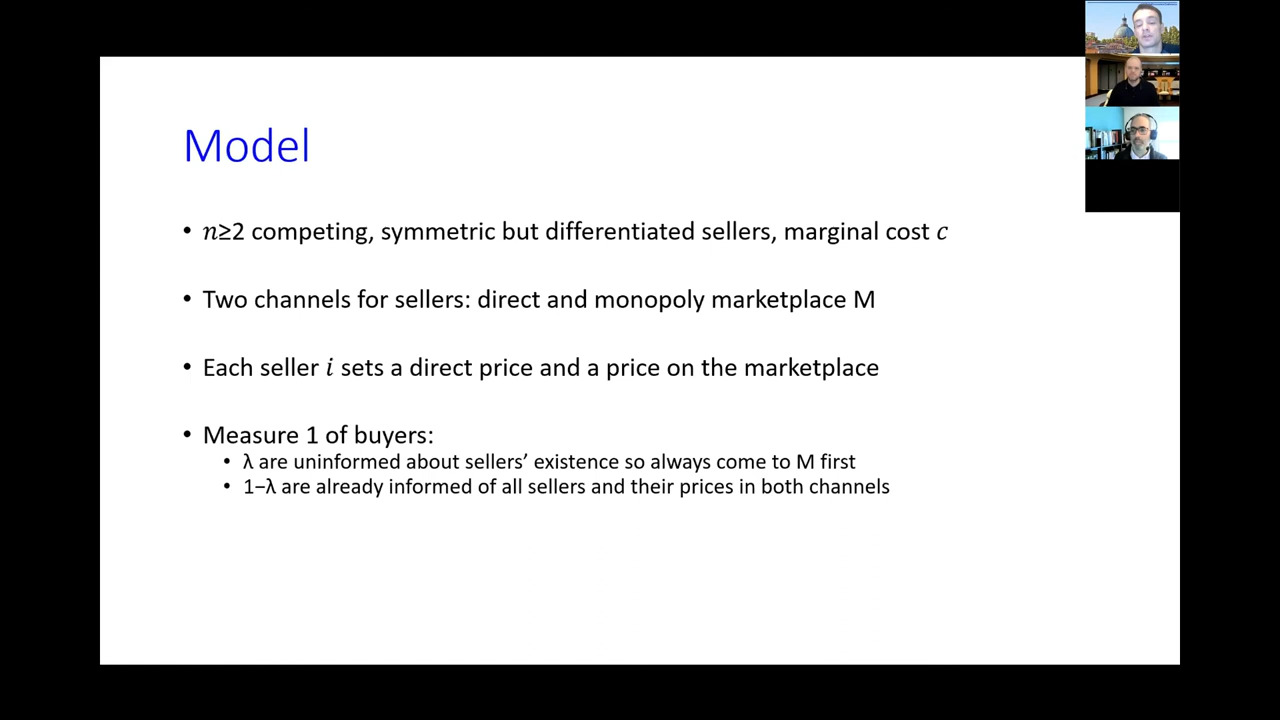 Model
• 𝑛≥2 competing, symmetric but differentiated sellers, marginal cost 𝑐
• Two channels for sellers: direct and monopoly marketplace M
• Each seller 𝑖 sets a direct price and a price on the marketplace
• Measure 1 of buyers:
• λ are uninformed about sellers’ existence so always come to M first
• 1−λ are already informed of all sellers and their prices in both channels